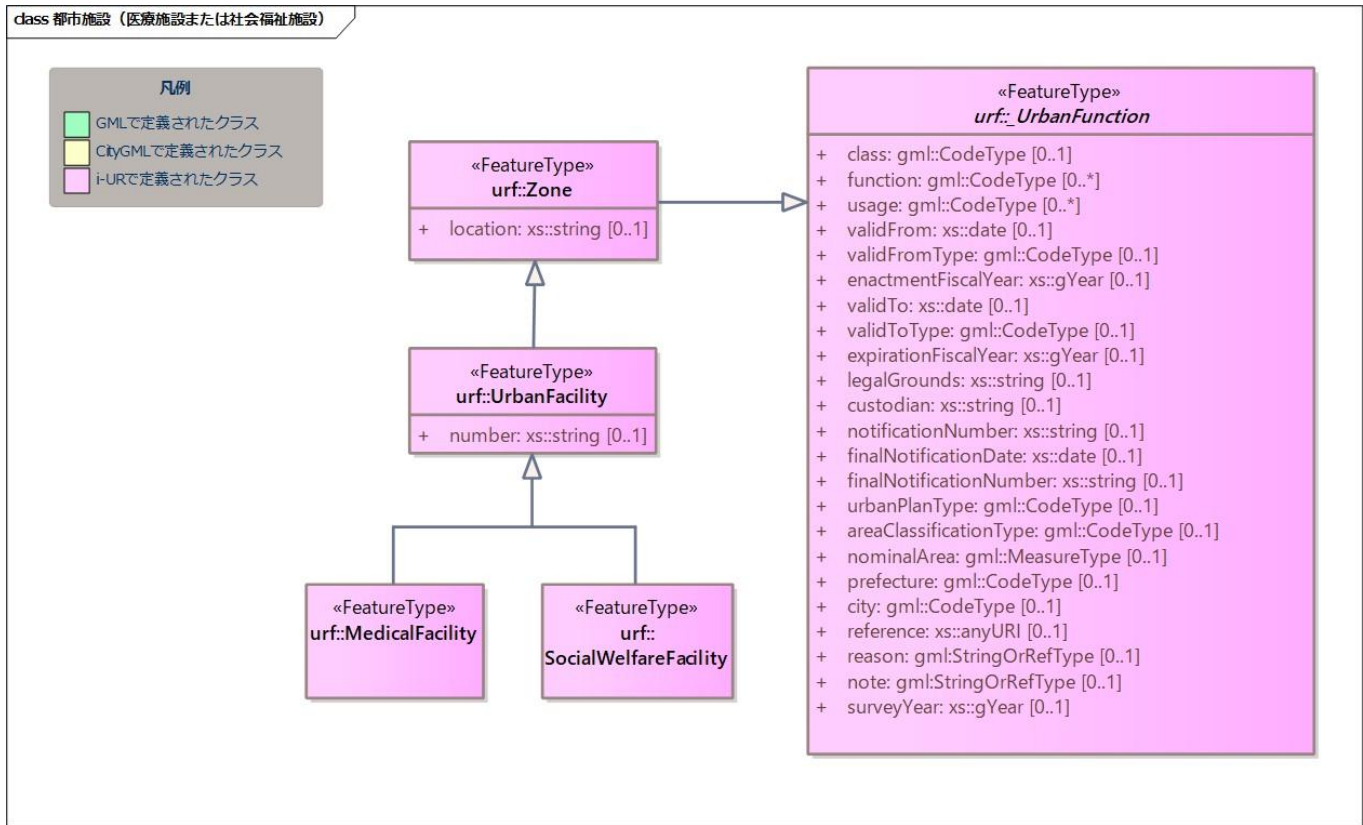 class 都市施設（医療施設または社会福祉施設）
凡例
GMLで定義されたクラス
CityGMLで定義されたクラス
i-URで定義されたクラス
«FeatureType»
urf::Zone
+ location: xs::string [0..1]
«FeatureType»
urf::UrbanFacility
+ number: xs::string [0..1]
«FeatureType»
urf::MedicalFacility
«FeatureType»
urf::
SocialWelfareFacility
«FeatureType»
urf::_UrbanFunction
+ class: gml::CodeType [0..1]
+ function: gml::CodeType [0..*]
+ usage: gml::CodeType [0..*]
+ validFrom: xs::date [0..1]
+ validFromType: gml::CodeType [0..1]
+ enactmentFiscalYear: xs::gYear [0..1]
+ validTo: xs::date [0..1]
+ validToType: gml::CodeType [0..1]
+ expirationFiscalYear: xs::gYear [0..1]
+ legalGrounds: xs::string [0..1]
+ custodian: xs::string [0..1]
+ notificationNumber: xs::string [0..1]
+ finalNotificationDate: xs::date [0..1]
+ finalNotificationNumber: xs::string [0..1]
+ urbanPlanType: gml::CodeType [0..1]
+ areaClassificationType: gml::CodeType [0..1]
+ nominalArea: gml::MeasureType [0..1]
+ prefecture: gml::CodeType [0..1]
+ city: gml::CodeType [0..1]
+ reference: xs::anyURI [0..1]
+ reason: gml:StringOrRefType [0..1]
+ note: gml:StringOrRefType [0..1]
+ surveyYear: xs::gYear [0..1]